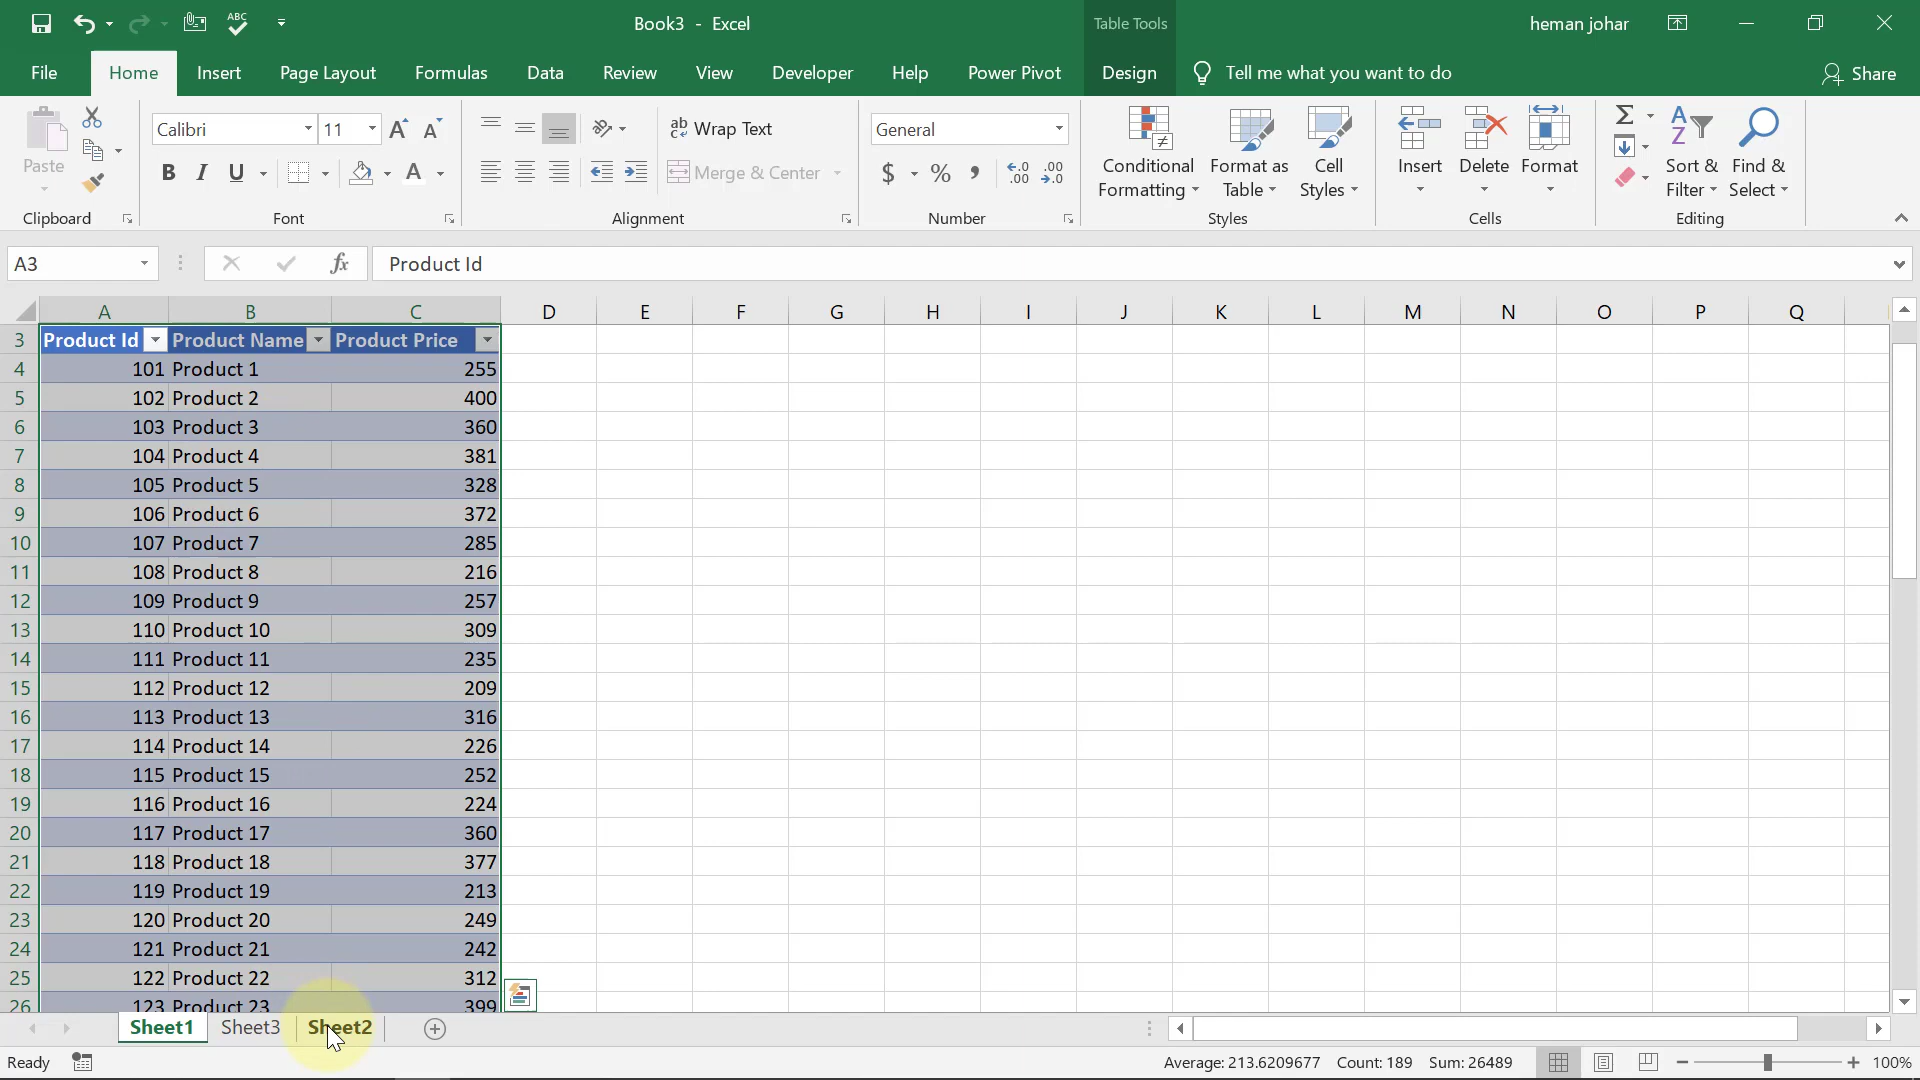 Book3 - Excel
Table Tools
heman johar
File
Home
Insert
Page Layout
Formulas
Data
Review
View
Developer
Help
Power Pivot
Design
Tell me what you want to do
Share
Paste
Clipboard
Calibri
11
B I U
Font
Wrap Text
Merge & Center
Alignment
General
$ % ,
Number
Conditional Formatting
Format as Table
Cell Styles
Styles
Insert
Delete
Format
Cells
Sort & Filter
Find & Select
Editing
A3
fx
Product Id
A B C D E F G H I J K L M N O P Q
3 Product Id Product Name Product Price
4 101 Product 1 255
5 102 Product 2 400
6 103 Product 3 360
7 104 Product 4 381
8 105 Product 5 328
9 106 Product 6 372
10 107 Product 7 285
11 108 Product 8 216
12 109 Product 9 257
13 110 Product 10 309
14 111 Product 11 235
15 112 Product 12 209
16 113 Product 13 316
17 114 Product 14 226
18 115 Product 15 252
19 116 Product 16 224
20 117 Product 17 360
21 118 Product 18 377
22 119 Product 19 213
23 120 Product 20 249
24 121 Product 21 242
25 122 Product 22 312
26 123 Product 23 399
Sheet1 Sheet3 Sheet2
Ready
Average: 213.6209677 Count: 189 Sum: 26489
100%